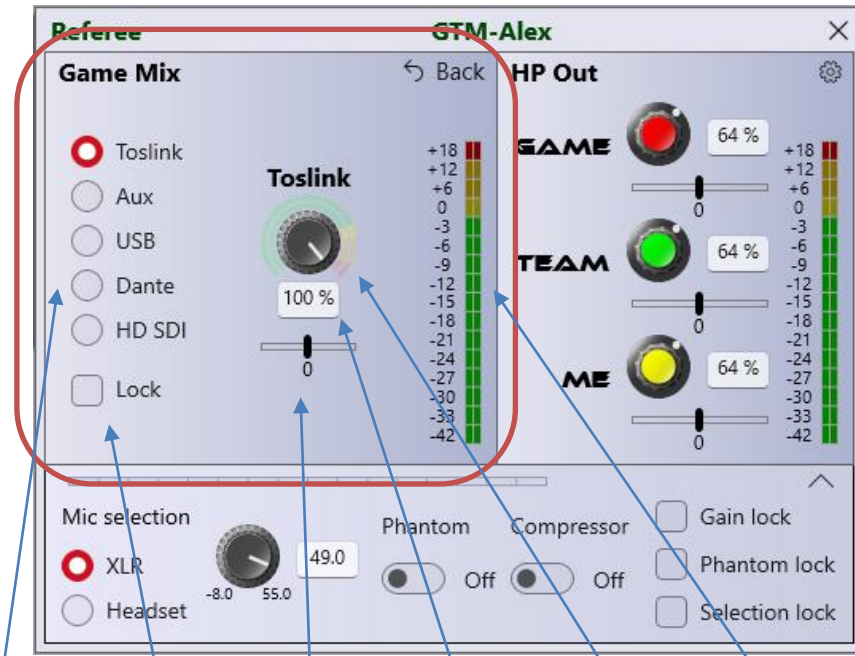 Referee GTM-Alex
Game Mix Back
Toslink
Aux
USB
Dante
HD SDI
Lock
Toslink
100 %
0
+18
+12
+6
0
-3
-6
-9
-12
-15
-18
-21
-24
-27
-30
-33
-42
HP Out
GAME 64 %
0
TEAM 64 %
0
ME 64 %
0
+18
+12
+6
0
-3
-6
-9
-12
-15
-18
-21
-24
-27
-30
-33
-42
Mic selection
XLR
Headset
49.0
-8.0 55.0
Phantom
Off
Compressor
Off
Gain lock
Phantom lock
Selection lock